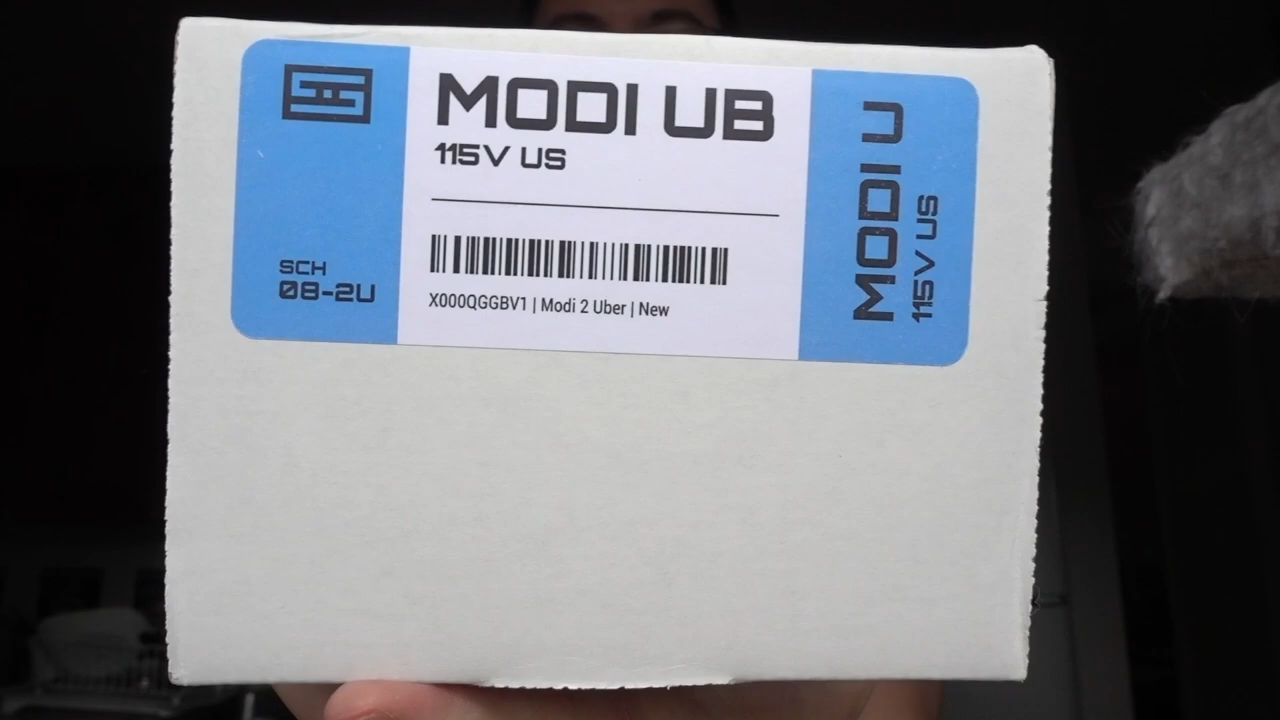 MODI UB
115V US
SCH
08-2U
X000QGGBV1 | Modi 2 Uber | New
MODI U
115V US